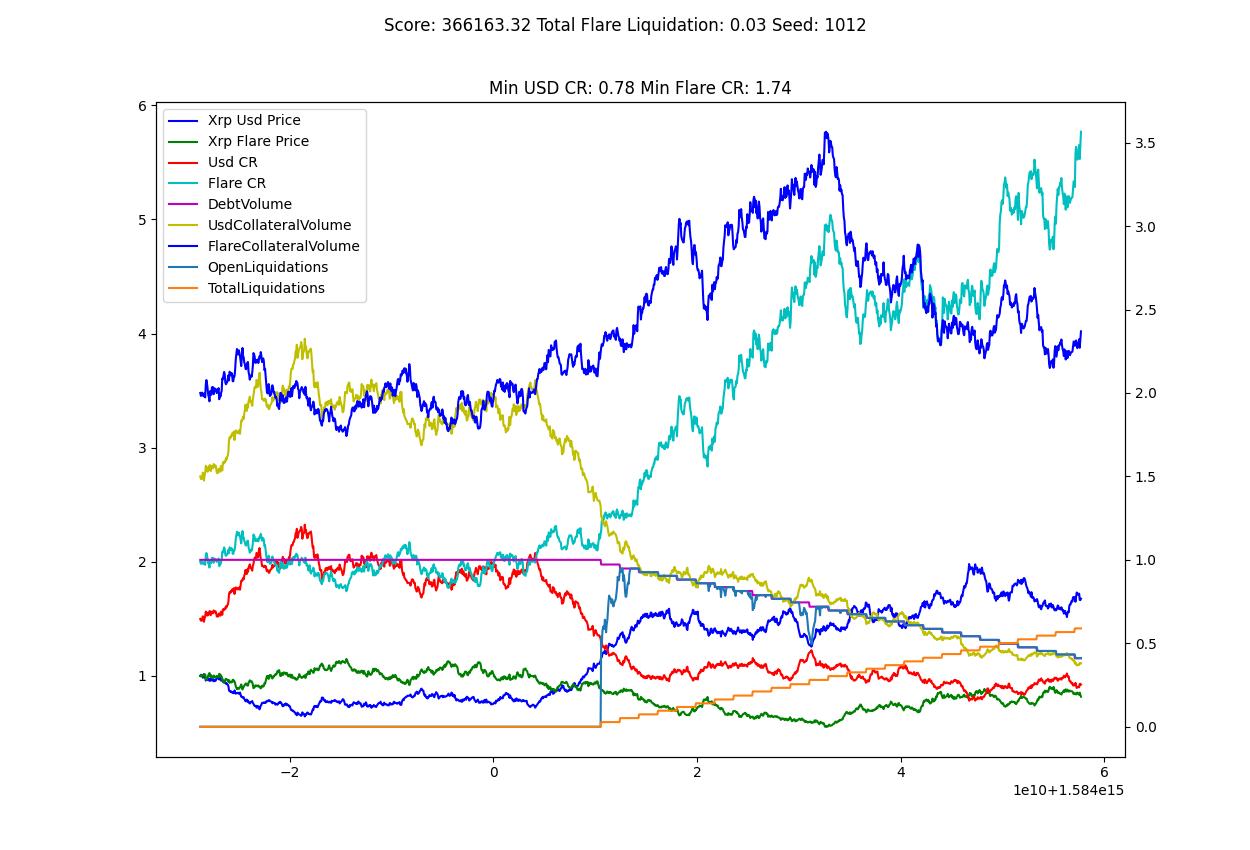 Score: 366163.32 Total Flare Liquidation: 0.03 Seed: 1012
Min USD CR: 0.78 Min Flare CR: 1.74
Xrp Usd Price
Xrp Flare Price
Usd CR
Flare CR
DebtVolume
UsdCollateralVolume
FlareCollateralVolume
OpenLiquidations
TotalLiquidations
6
5
4
3
2
1
3.5
3.0
2.5
2.0
1.5
1.0
0.5
0.0
−2 0 2 4 6
1e10+1.584e15